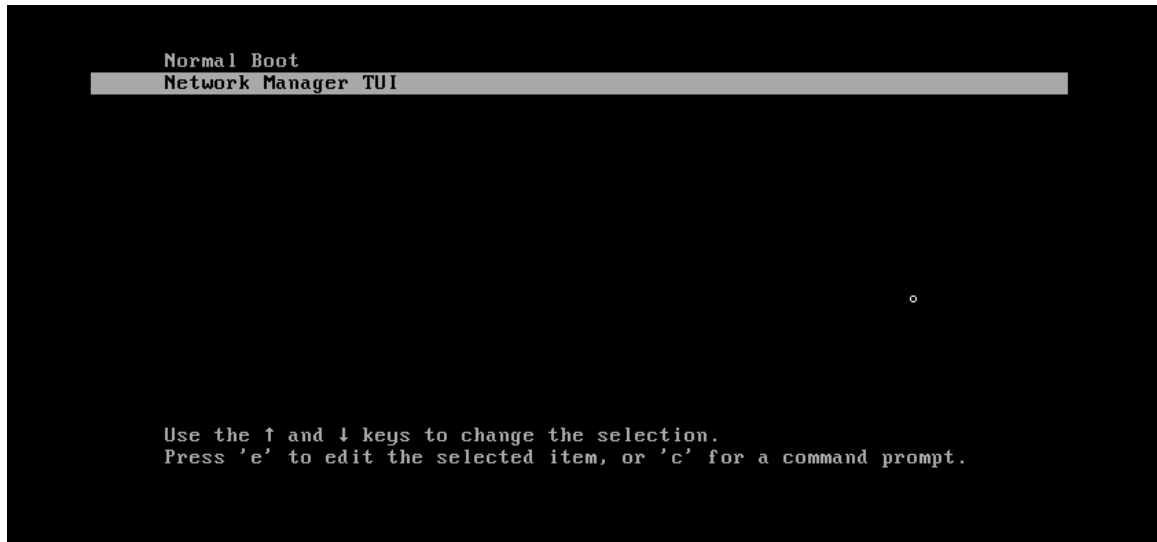 Normal Boot
Network Manager TUI
Use the ↑ and ↓ keys to change the selection.
Press 'e' to edit the selected item, or 'c' for a command prompt.